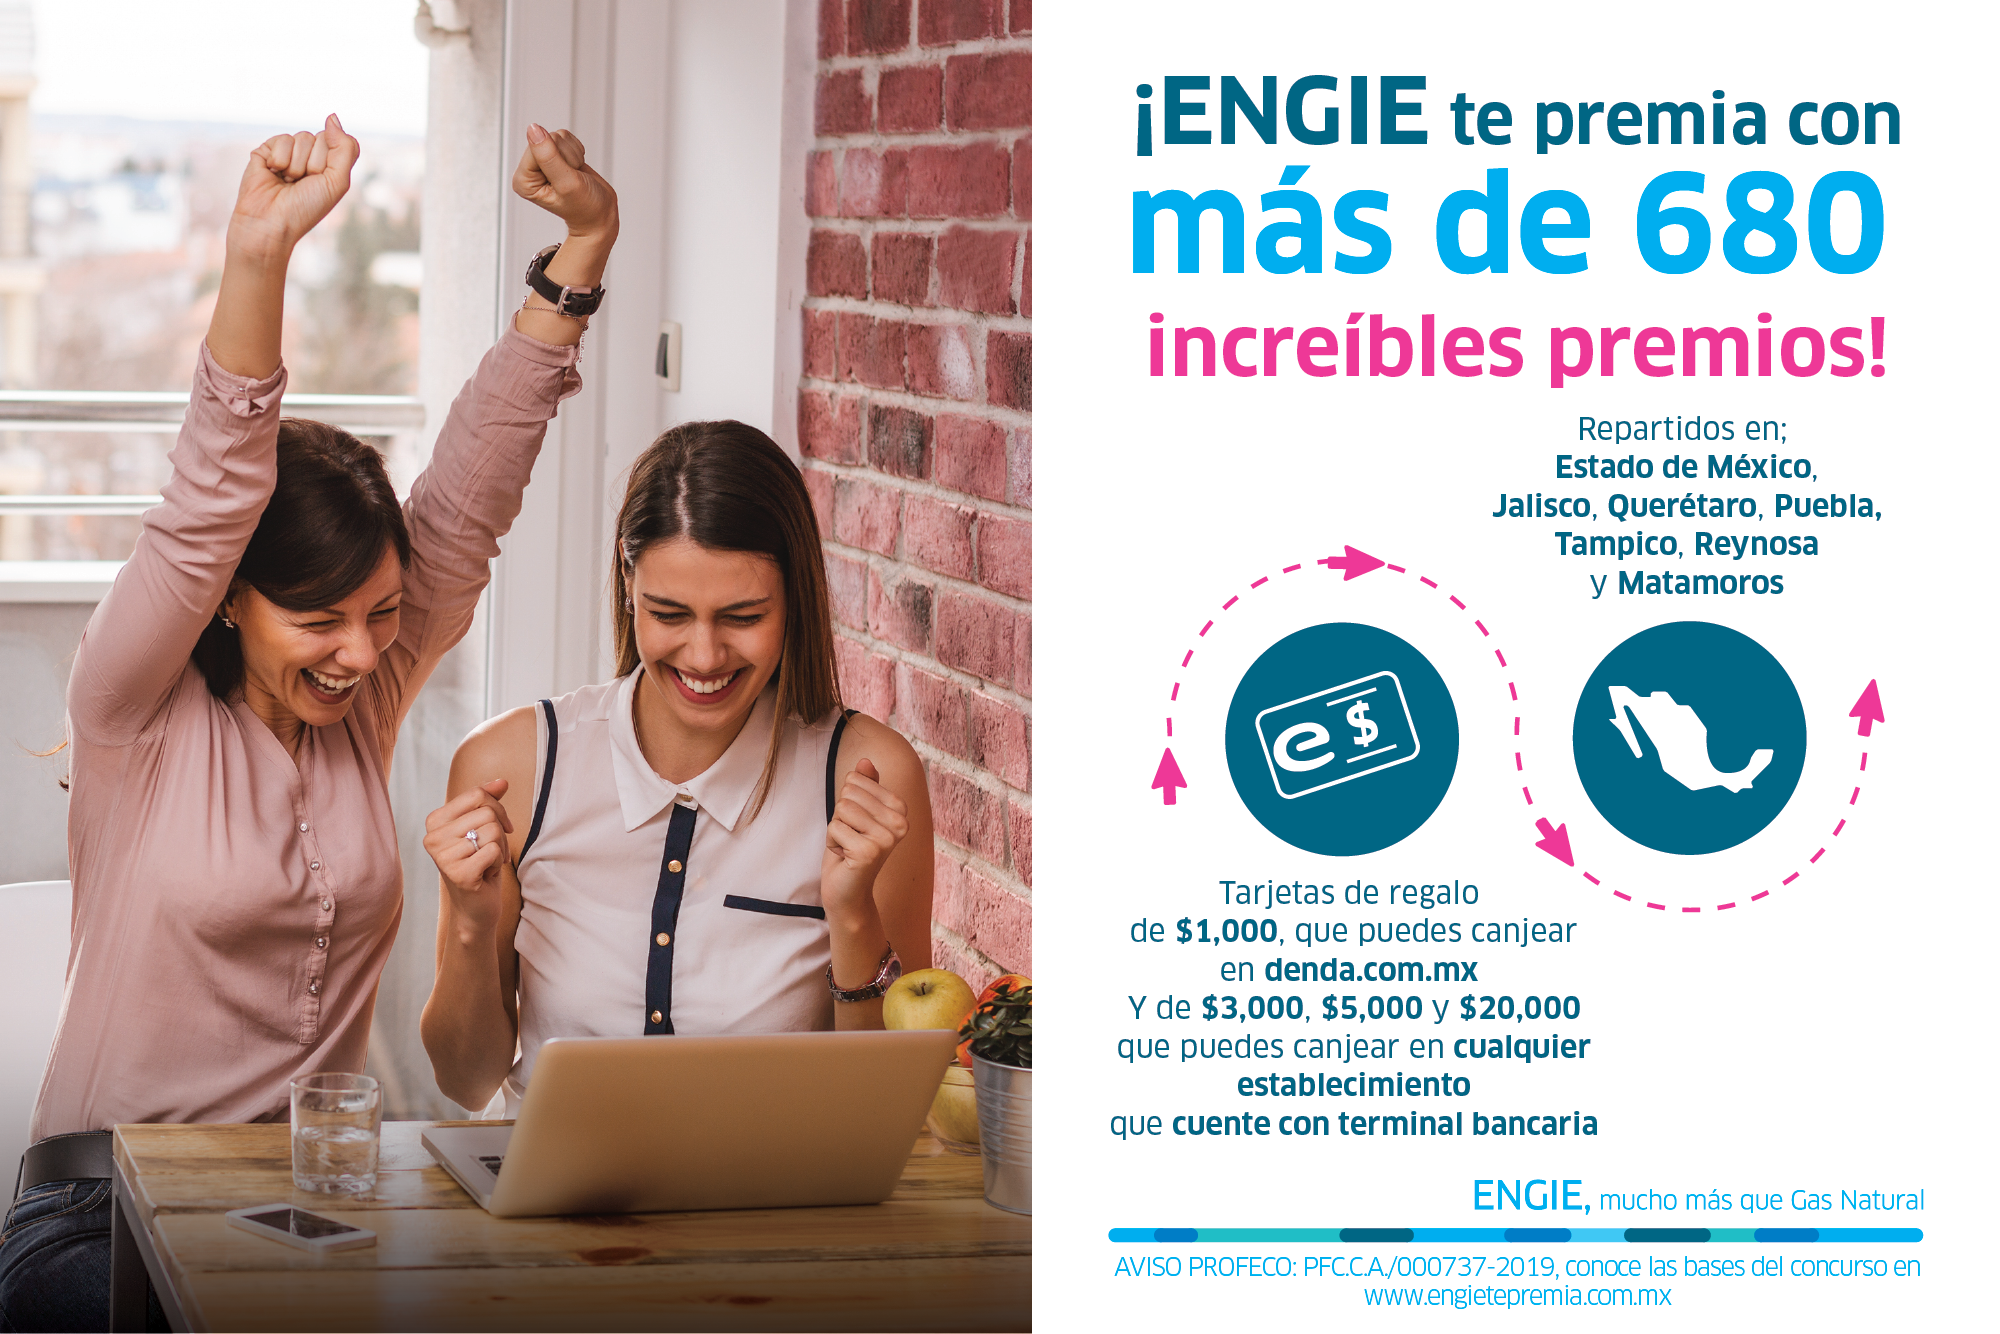 ¡ENGIE te premia con
más de 680
increíbles premios!
Repartidos en;
Estado de México,
Jalisco, Querétaro, Puebla,
Tampico, Reynosa
y Matamoros
e $
Tarjetas de regalo
de $1,000, que puedes canjear
en denda.com.mx
Y de $3,000, $5,000 y $20,000
que puedes canjear en cualquier
establecimiento
que cuente con terminal bancaria
ENGIE, mucho más que Gas Natural
AVISO PROFECO: PFC.C.A./000737-2019, conoce las bases del concurso en
www.engietepremia.com.mx